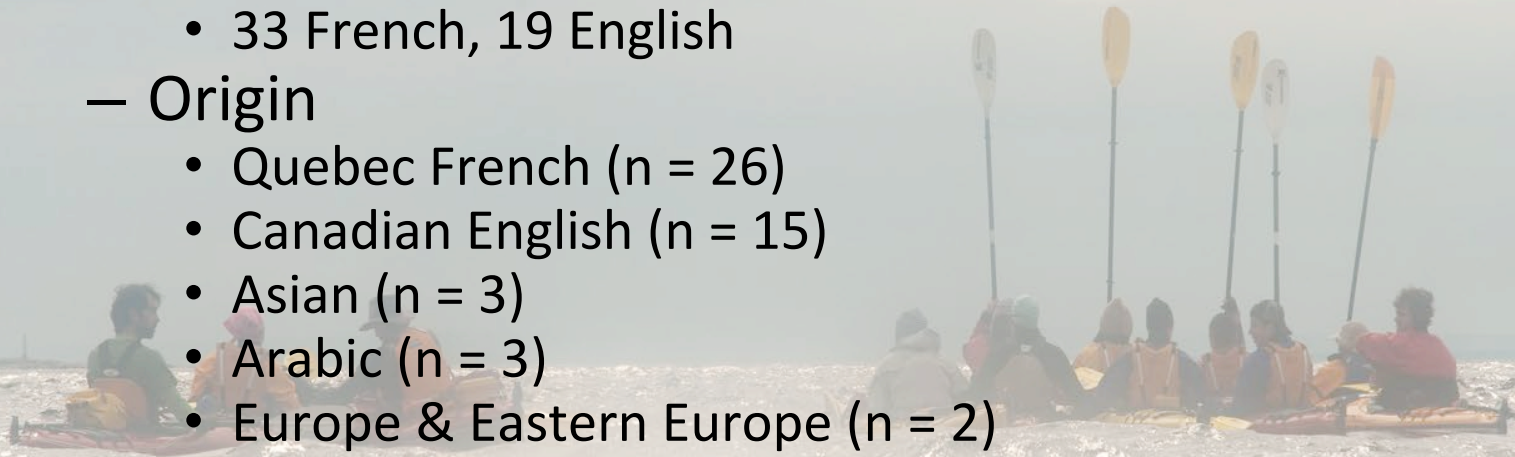 • 33 French, 19 English
– Origin
• Quebec French (n = 26)
• Canadian English (n = 15)
• Asian (n = 3)
• Arabic (n = 3)
• Europe & Eastern Europe (n = 2)